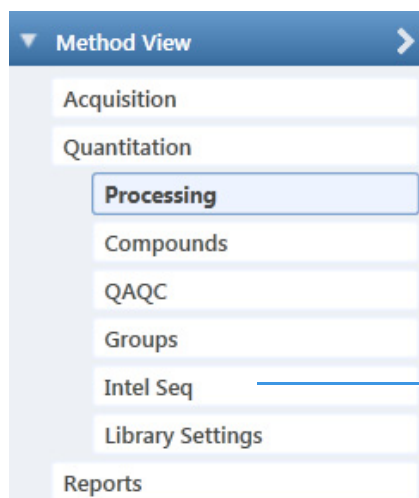 Method View
Acquisition
Quantitation
Processing
Compounds
QAQC
Groups
Intel Seq
Library Settings
Reports